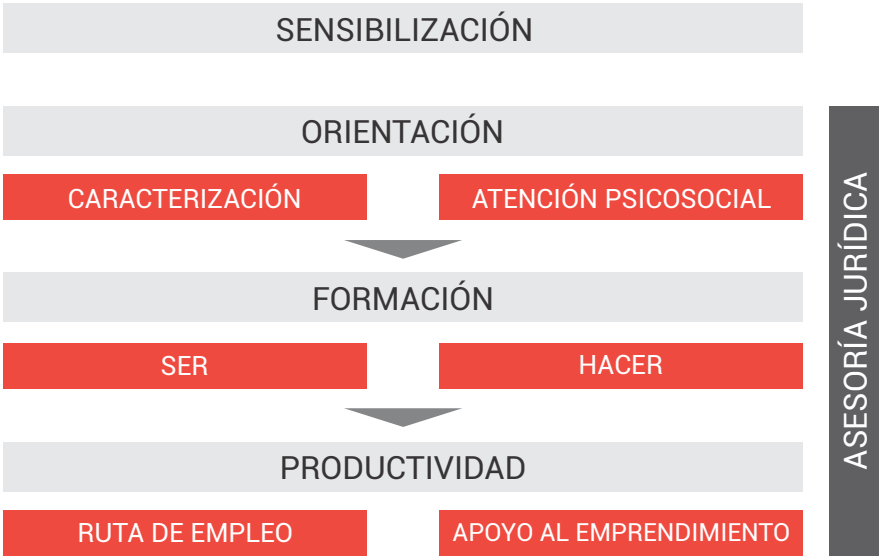 SENSIBILIZACIÓN
ORIENTACIÓN
CARACTERIZACIÓN
ATENCIÓN PSICOSOCIAL
FORMACIÓN
SER
HACER
PRODUCTIVIDAD
RUTA DE EMPLEO
APOYO AL EMPRENDIMIENTO
ASESORÍA JURÍDICA